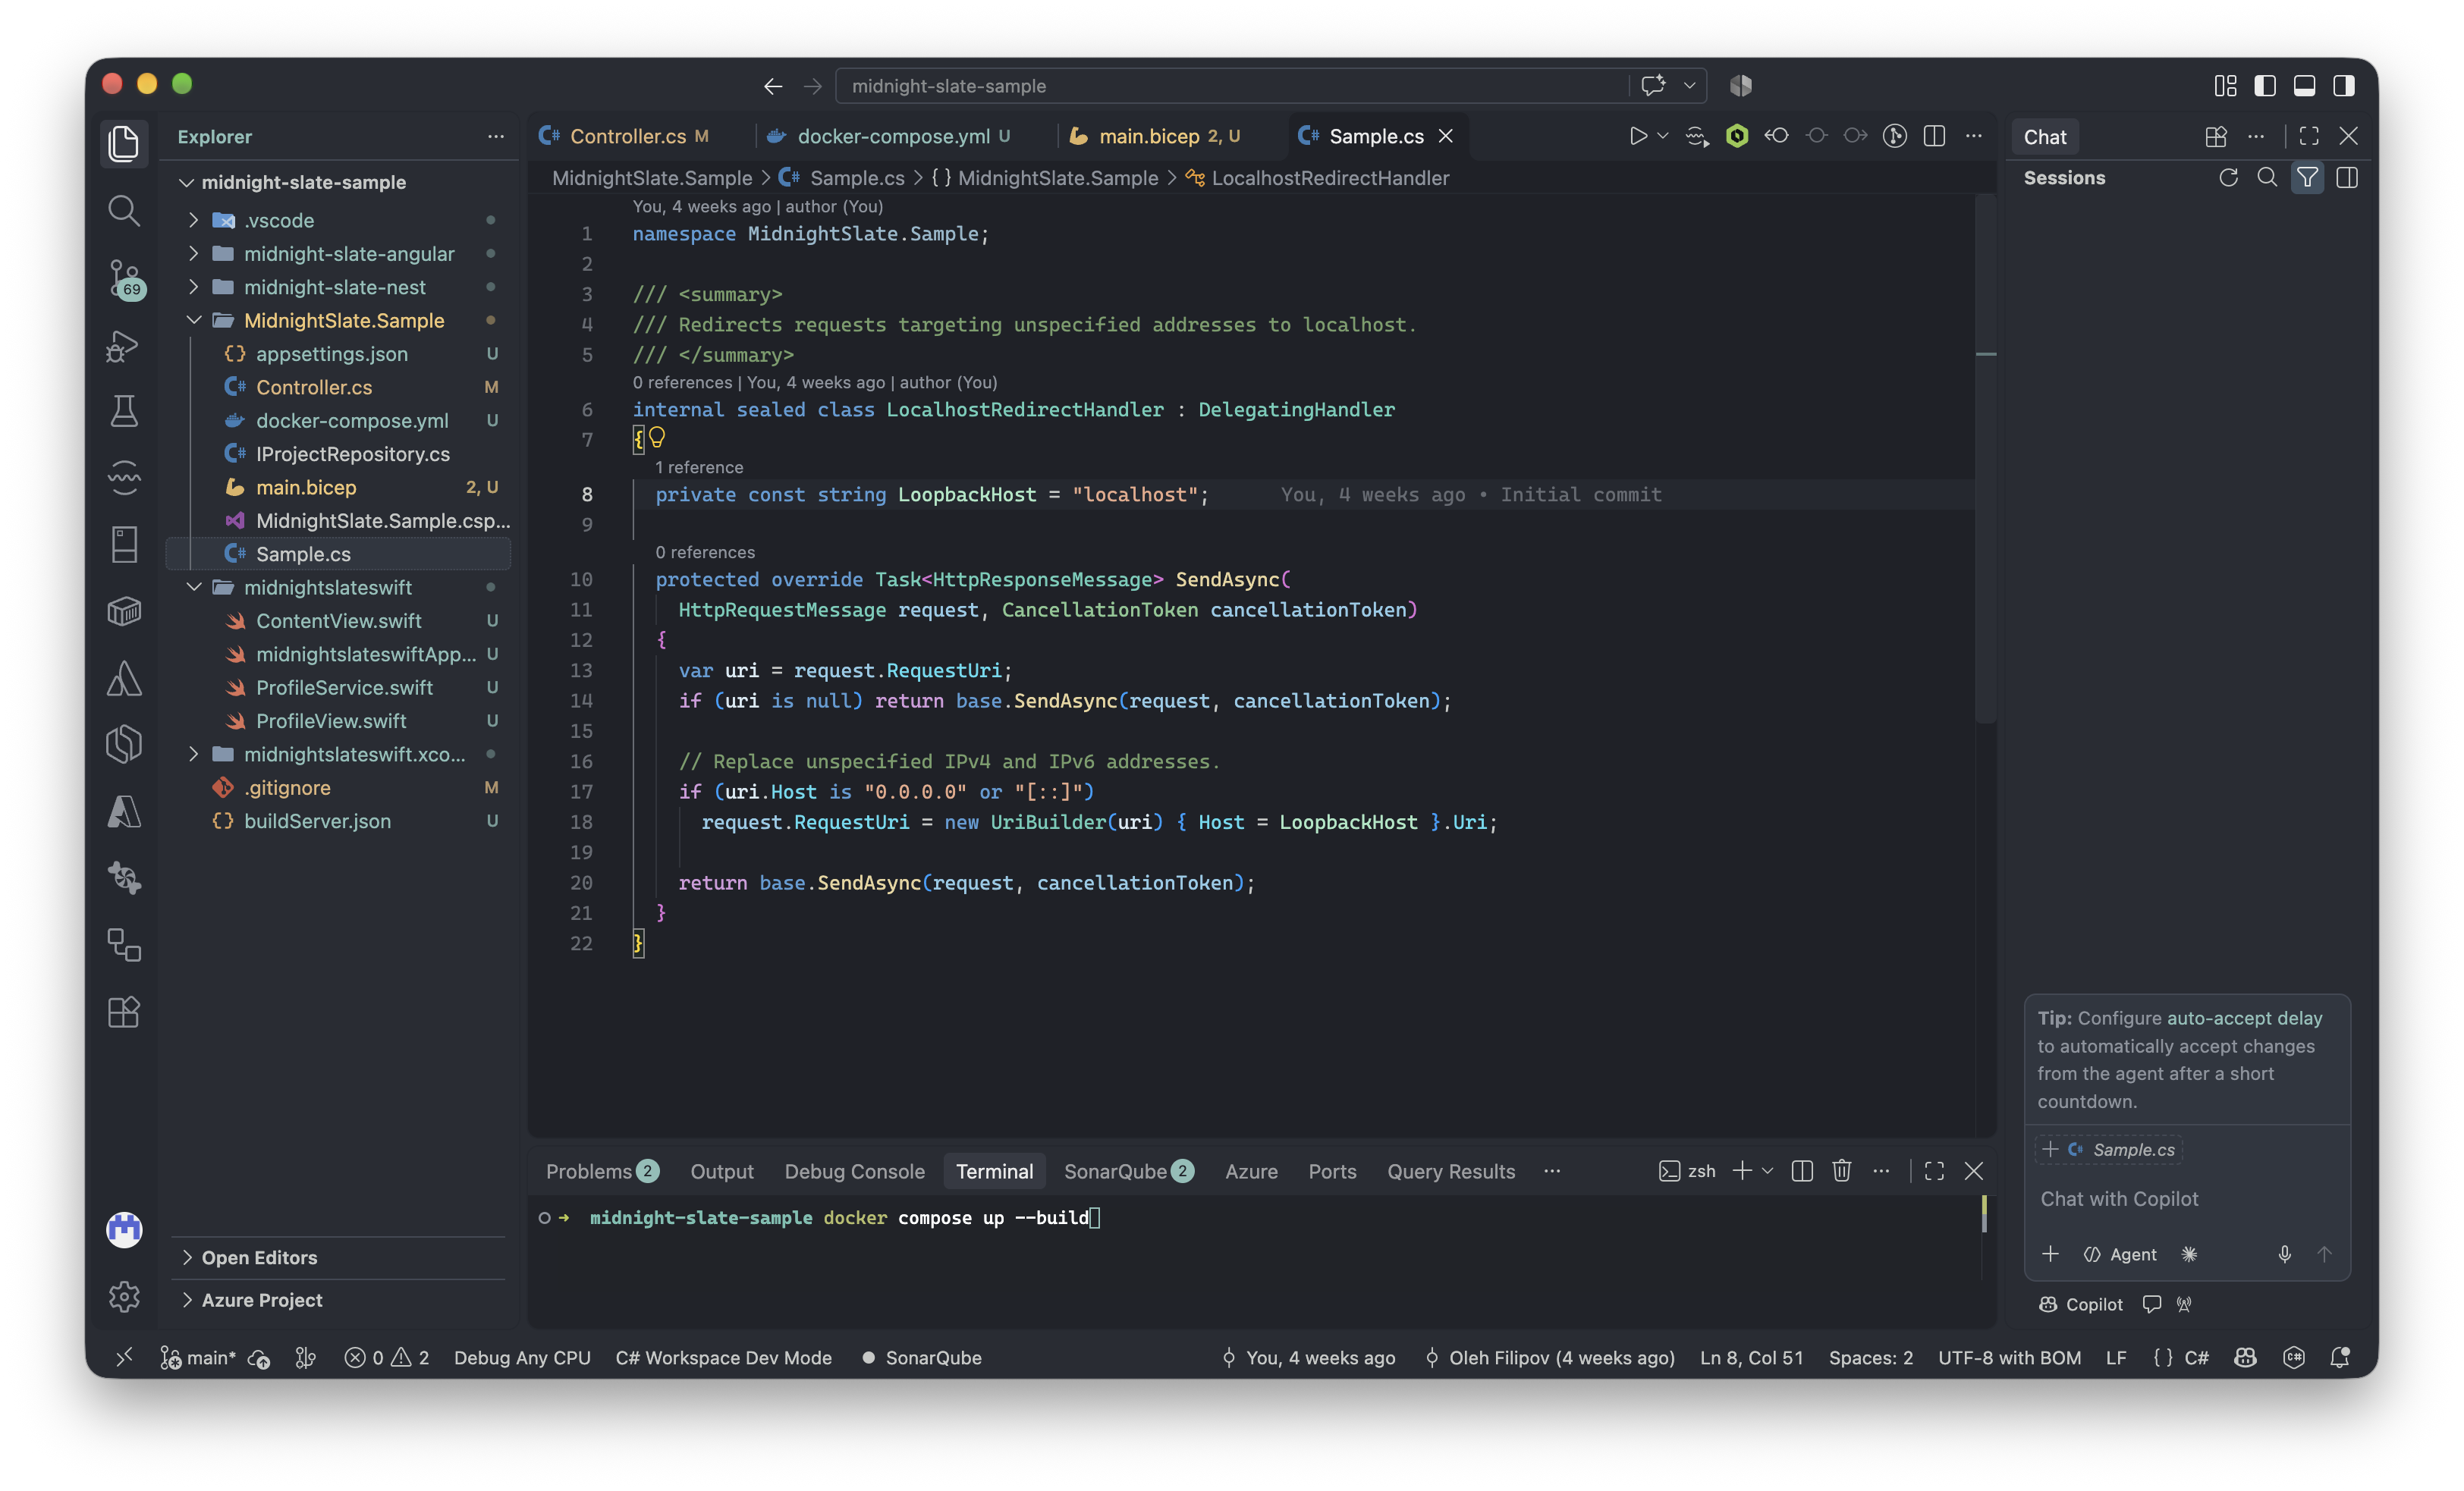 midnight-slate-sample
Explorer
midnight-slate-sample
.vscode
midnight-slate-angular
midnight-slate-nest
MidnightSlate.Sample
appsettings.json U
Controller.cs M
docker-compose.yml U
IProjectRepository.cs
main.bicep 2, U
MidnightSlate.Sample.csp...
Sample.cs
midnightslateswift
ContentView.swift U
midnightslateswiftApp... U
ProfileService.swift U
ProfileView.swift U
midnightslateswift.xco...
.gitignore M
buildServer.json U
Open Editors
Azure Project
69
Controller.cs M
docker-compose.yml U
main.bicep 2, U
Sample.cs
MidnightSlate.Sample > Sample.cs > { } MidnightSlate.Sample > LocalhostRedirectHandler
You, 4 weeks ago | author (You)
1 namespace MidnightSlate.Sample;
2
3 /// <summary>
4 /// Redirects requests targeting unspecified addresses to localhost.
5 /// </summary>
0 references | You, 4 weeks ago | author (You)
6 internal sealed class LocalhostRedirectHandler : DelegatingHandler
7 {
1 reference
8 private const string LoopbackHost = "localhost"; You, 4 weeks ago • Initial commit
9
0 references
10 protected override Task<HttpResponseMessage> SendAsync(
11 HttpRequestMessage request, CancellationToken cancellationToken)
12 {
13 var uri = request.RequestUri;
14 if (uri is null) return base.SendAsync(request, cancellationToken);
15
16 // Replace unspecified IPv4 and IPv6 addresses.
17 if (uri.Host is "0.0.0.0" or "[::]")
18 request.RequestUri = new UriBuilder(uri) { Host = LoopbackHost }.Uri;
19
20 return base.SendAsync(request, cancellationToken);
21 }
22 }
Problems 2 Output Debug Console Terminal SonarQube 2 Azure Ports Query Results
zsh
midnight-slate-sample docker compose up --build
Chat
Sessions
Tip: Configure auto-accept delay
to automatically accept changes
from the agent after a short
countdown.
Sample.cs
Chat with Copilot
Agent
Copilot
main* 0 2 Debug Any CPU C# Workspace Dev Mode SonarQube You, 4 weeks ago Oleh Filipov (4 weeks ago) Ln 8, Col 51 Spaces: 2 UTF-8 with BOM LF { } C#